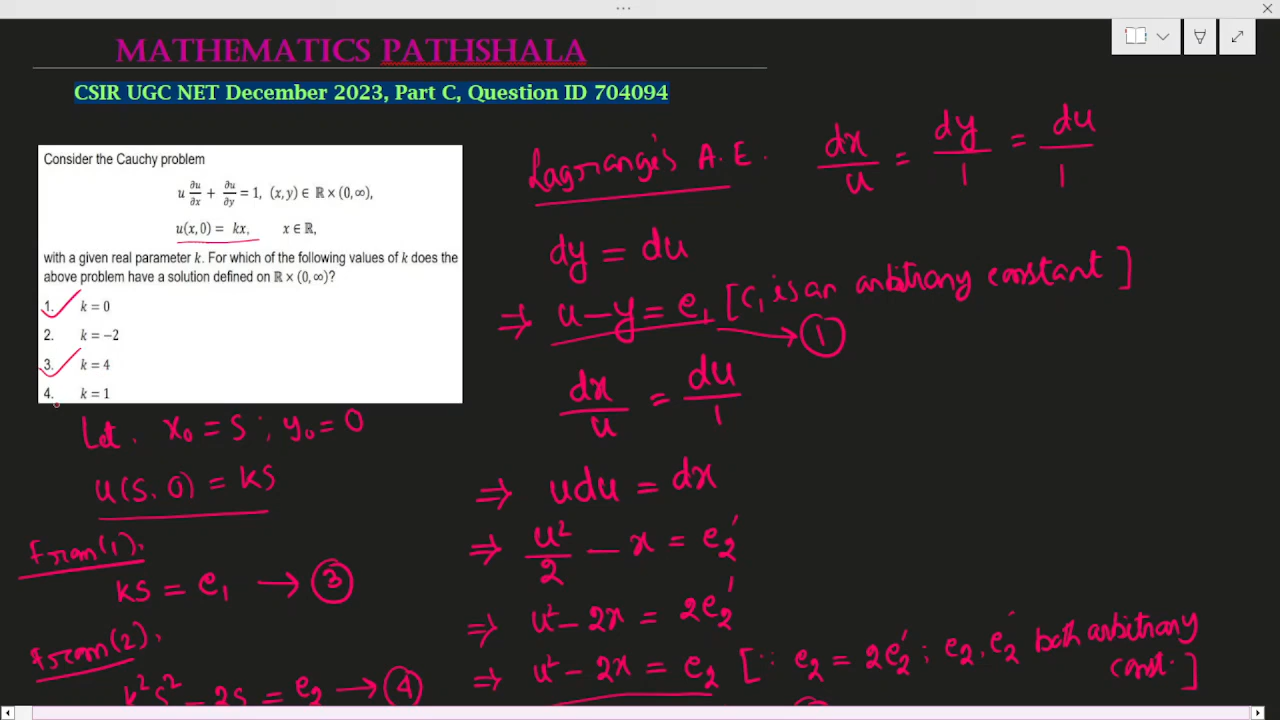 MATHEMATICS PATHSHALA
CSIR UGC NET December 2023, Part C, Question ID 704094
Consider the Cauchy problem
u ∂u/∂x + ∂u/∂y = 1, (x, y) ∈ ℝ × (0, ∞),
u(x, 0) = kx, x ∈ ℝ,
with a given real parameter k. For which of the following values of k does the
above problem have a solution defined on ℝ × (0, ∞)?
1. k = 0
2. k = −2
3. k = 4
4. k = 1
Let, x₀ = S ; y₀ = 0
u(S, 0) = kS
From (1),
kS = c₁ → ③
From (2),
k²S² − 2S = c₂ → ④
Lagrange's A.E. dx/u = dy/1 = du/1
dy = du
⇒ u − y = c₁ [C₁ is an arbitrary constant] → ①
dx/u = du/1
⇒ u du = dx
⇒ u²/2 − x = c₂'
⇒ u² − 2x = 2c₂'
⇒ u² − 2x = c₂ [∵ c₂ = 2c₂' ; c₂, c₂' both arbitrary
const.]